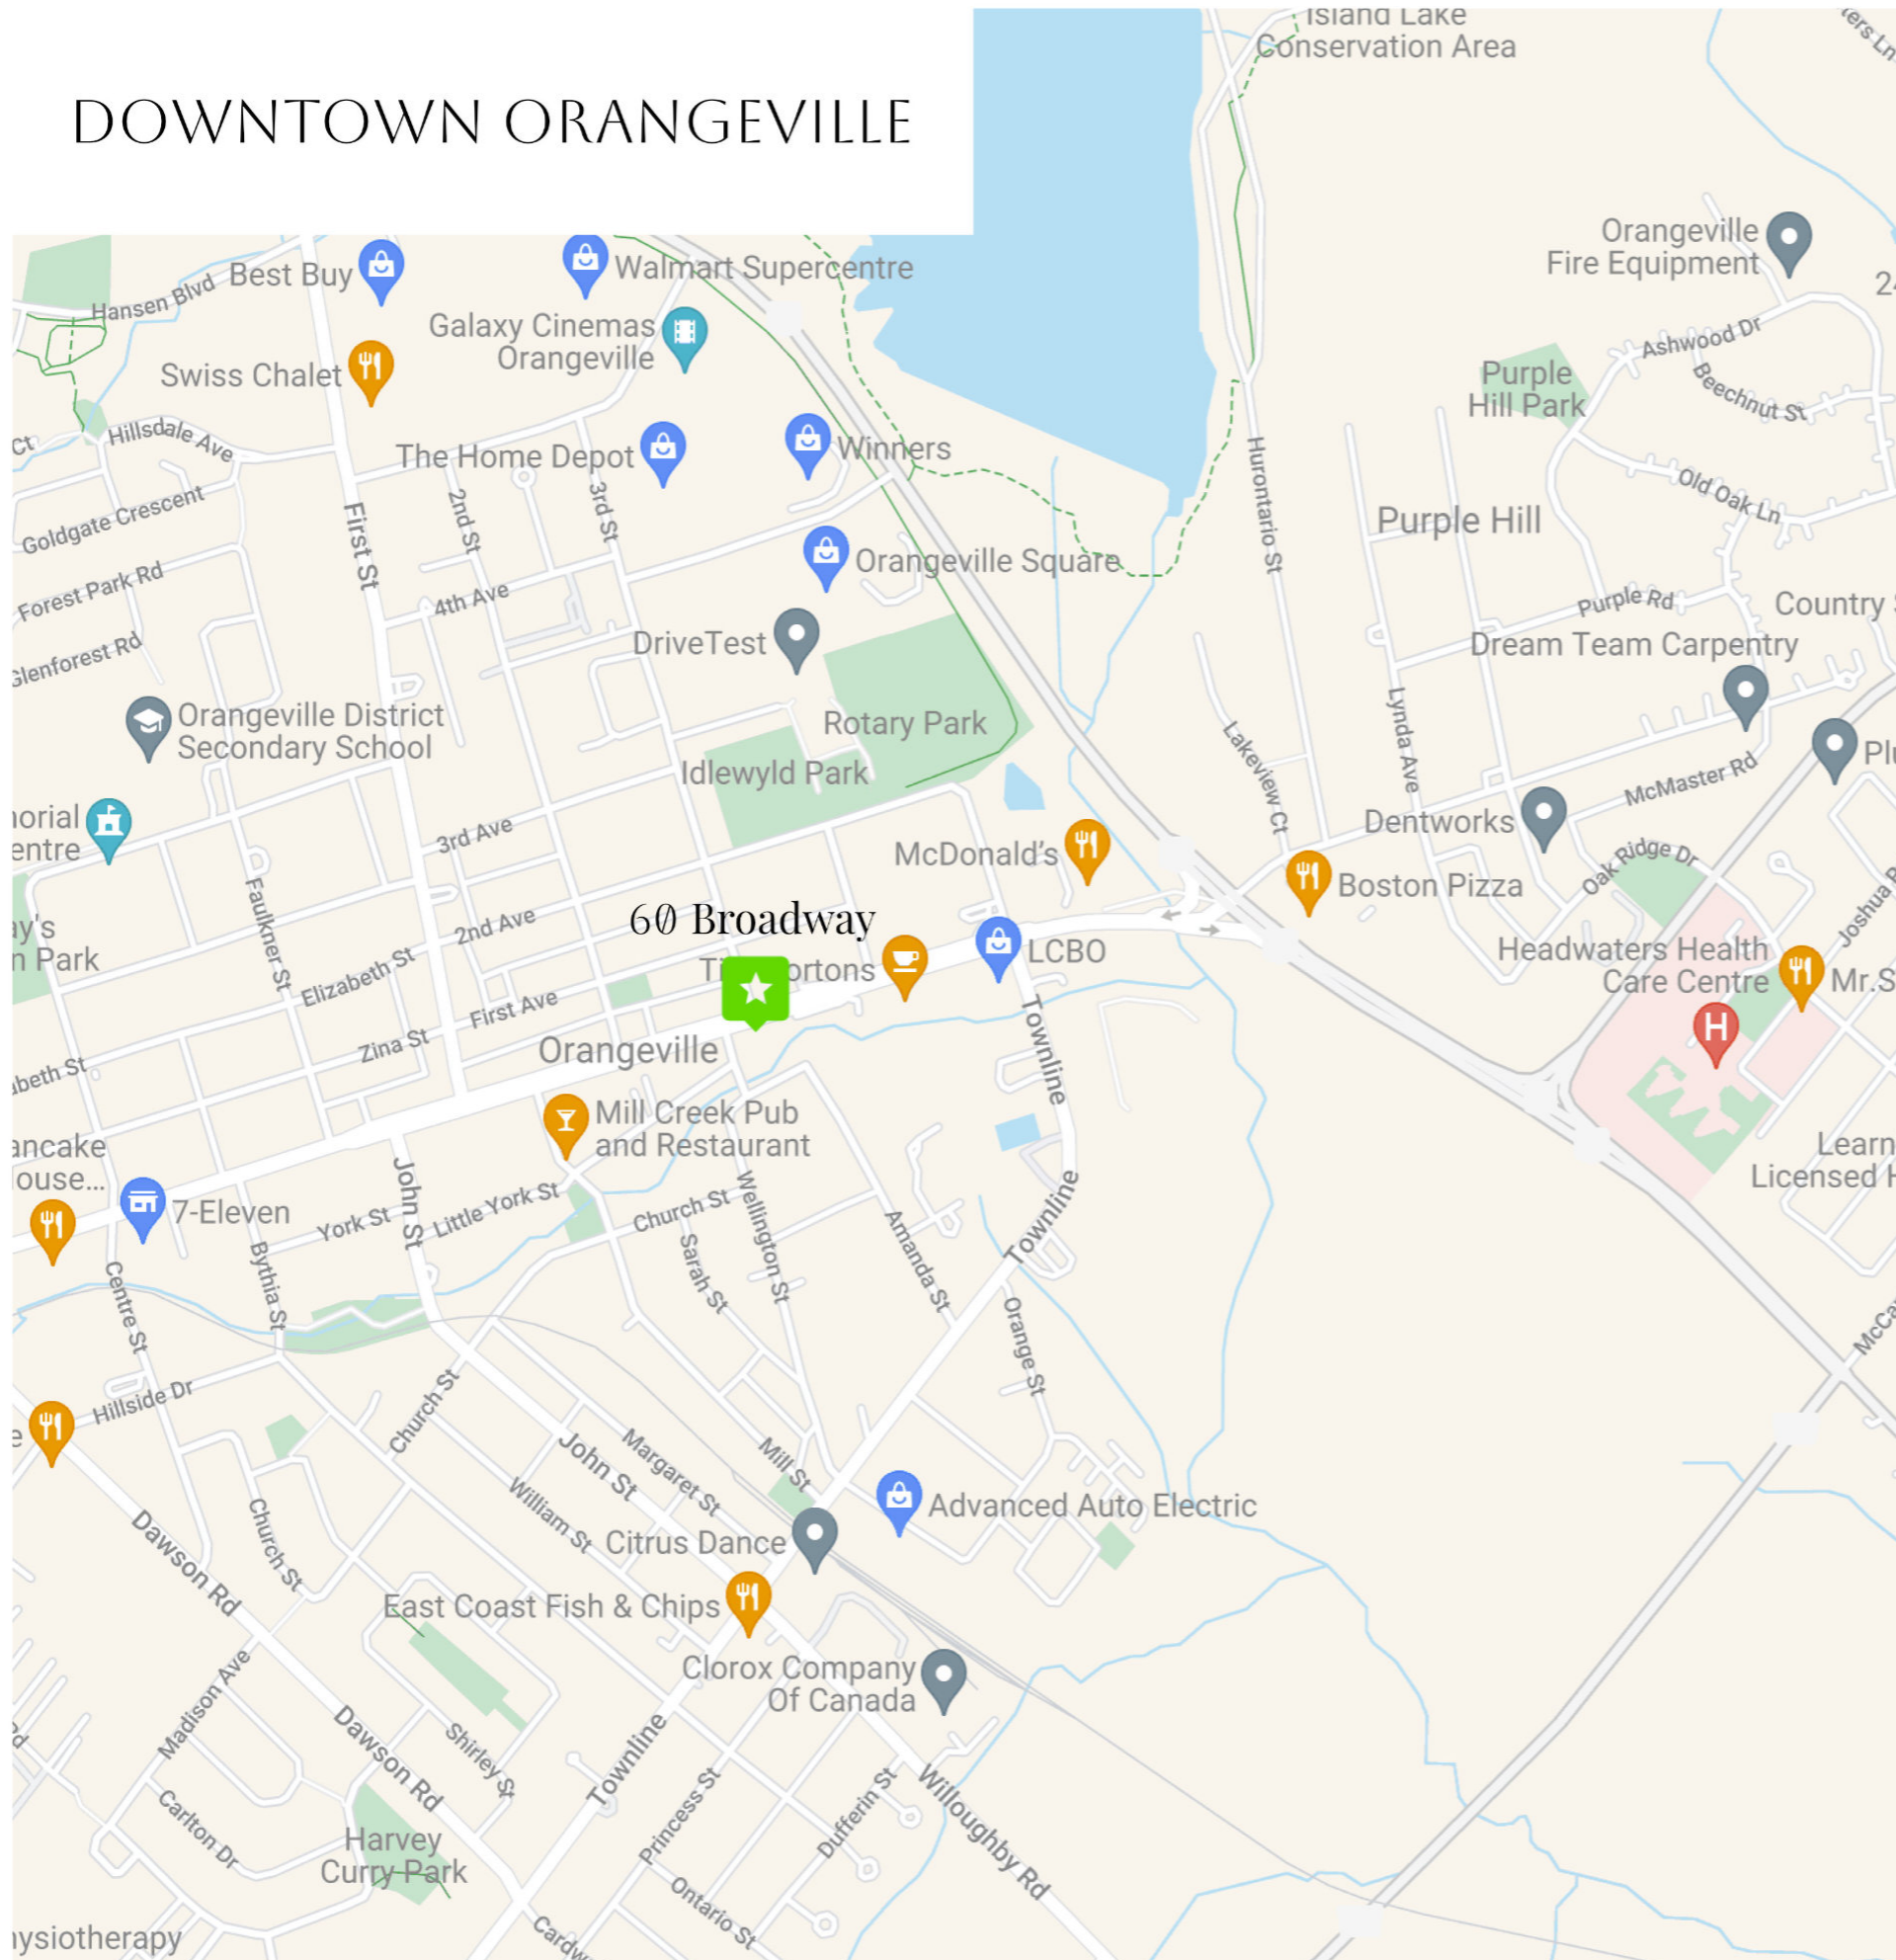 DOWNTOWN ORANGEVILLE
Island Lake
Conservation Area
Orangeville
Fire Equipment
Best Buy
Walmart Supercentre
Hansen Blvd
Galaxy Cinemas
Orangeville
Swiss Chalet
Ashwood Dr
Beechnut St
Purple
Hill Park
Ct
Hillsdale Ave
The Home Depot
Winners
Hurontario St
Old Oak Ln
Goldgate Crescent
First St
2nd St
3rd St
Purple Hill
Orangeville Square
Forest Park Rd
4th Ave
Purple Rd
Country
Glenforest Rd
DriveTest
Dream Team Carpentry
Orangeville District
Secondary School
Rotary Park
Lakeview Ct
Lynda Ave
Idlewyld Park
McMaster Rd
Dentworks
3rd Ave
McDonald's
Boston Pizza
Oak Ridge Dr
Faulkner St
2nd Ave
60 Broadway
Elizabeth St
LCBO
Headwaters Health
Care Centre
Mr.S
n Park
First Ave
Zina St
Townline
H
Orangeville
Mill Creek Pub
and Restaurant
Learn
Licensed H
7-Eleven
York St
John St
Little York St
Church St
Wellington St
Townline
Bythia St
Centre St
Sarah St
Amanda St
Orange St
Hillside Dr
Church St
John St
Margaret St
Mill St
William St
Advanced Auto Electric
Citrus Dance
Dawson Rd
Church St
East Coast Fish & Chips
Clorox Company
Of Canada
Madison Ave
Dawson Rd
Shirley St
Townline
Princess St
Dufferin St
Willoughby Rd
Carlton Dr
Harvey
Curry Park
Ontario St